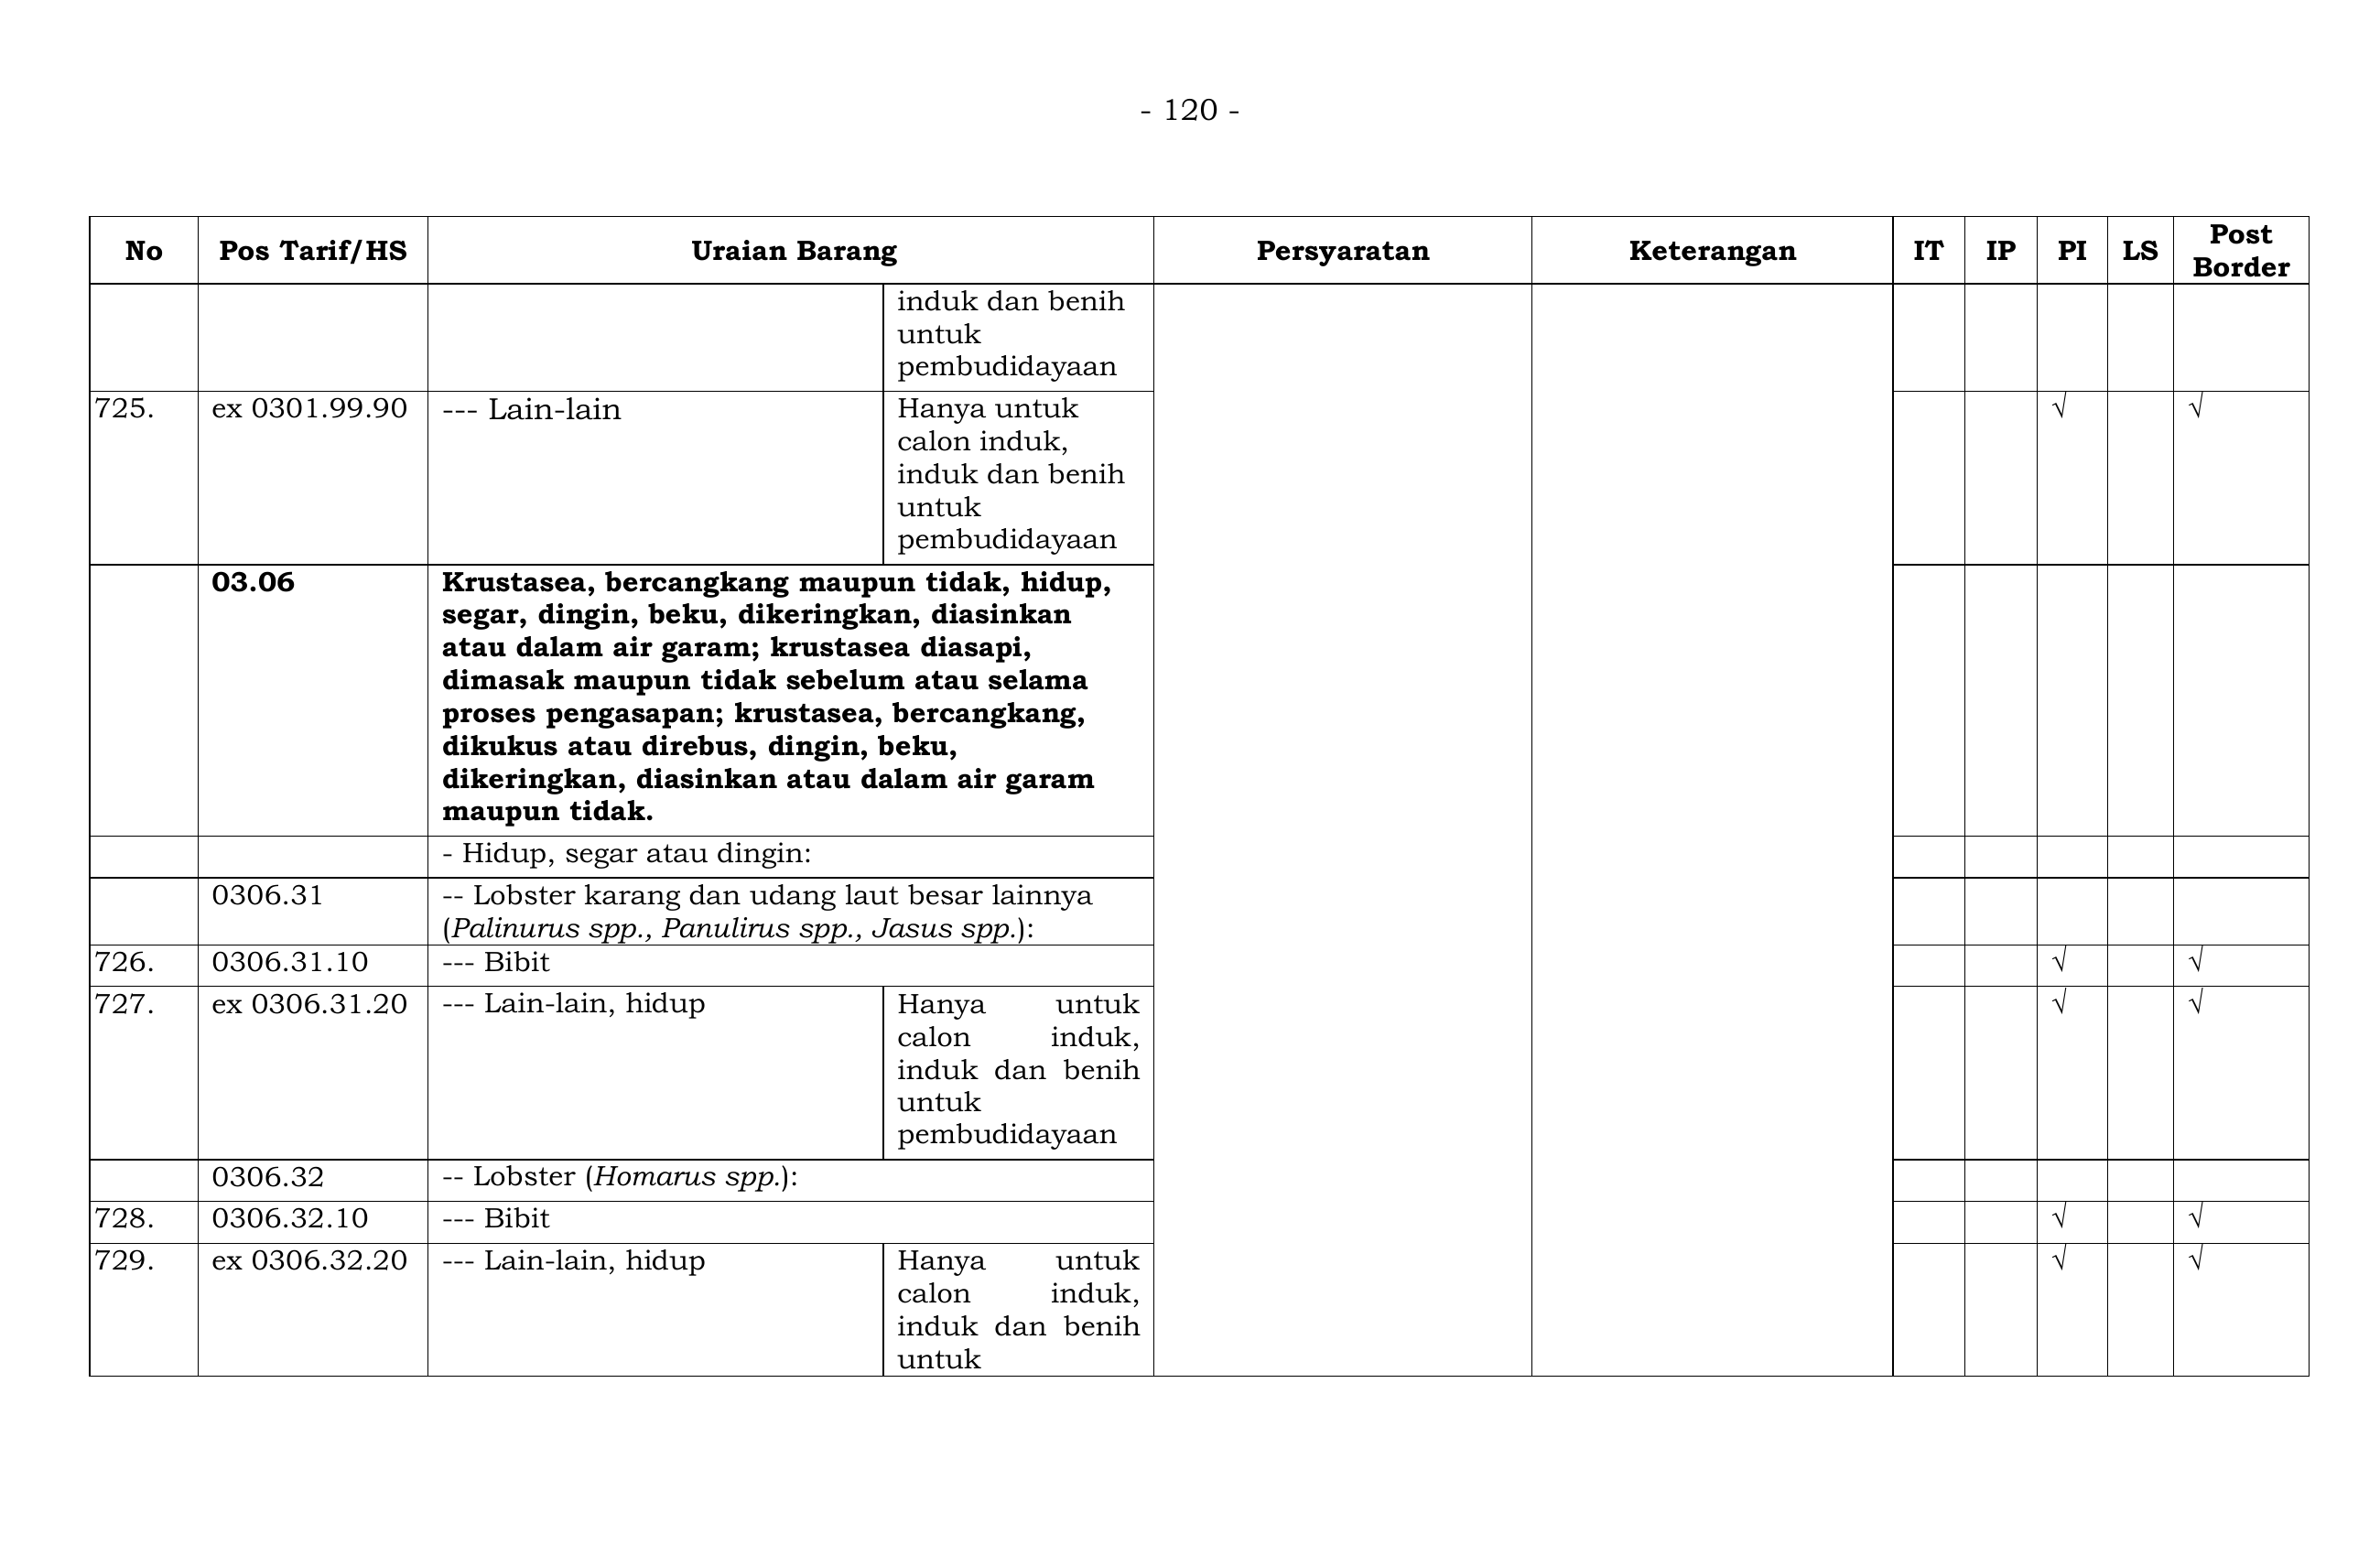 - 120 -
No Pos Tarif/HS Uraian Barang Persyaratan Keterangan IT IP PI LS Post Border
induk dan benih
untuk
pembudidayaan
725. ex 0301.99.90 --- Lain-lain Hanya untuk √ √
calon induk,
induk dan benih
untuk
pembudidayaan
03.06 Krustasea, bercangkang maupun tidak, hidup,
segar, dingin, beku, dikeringkan, diasinkan
atau dalam air garam; krustasea diasapi,
dimasak maupun tidak sebelum atau selama
proses pengasapan; krustasea, bercangkang,
dikukus atau direbus, dingin, beku,
dikeringkan, diasinkan atau dalam air garam
maupun tidak.
- Hidup, segar atau dingin:
0306.31 -- Lobster karang dan udang laut besar lainnya
(Palinurus spp., Panulirus spp., Jasus spp.):
726. 0306.31.10 --- Bibit √ √
727. ex 0306.31.20 --- Lain-lain, hidup Hanya untuk √ √
calon induk,
induk dan benih
untuk
pembudidayaan
0306.32 -- Lobster (Homarus spp.):
728. 0306.32.10 --- Bibit √ √
729. ex 0306.32.20 --- Lain-lain, hidup Hanya untuk √ √
calon induk,
induk dan benih
untuk